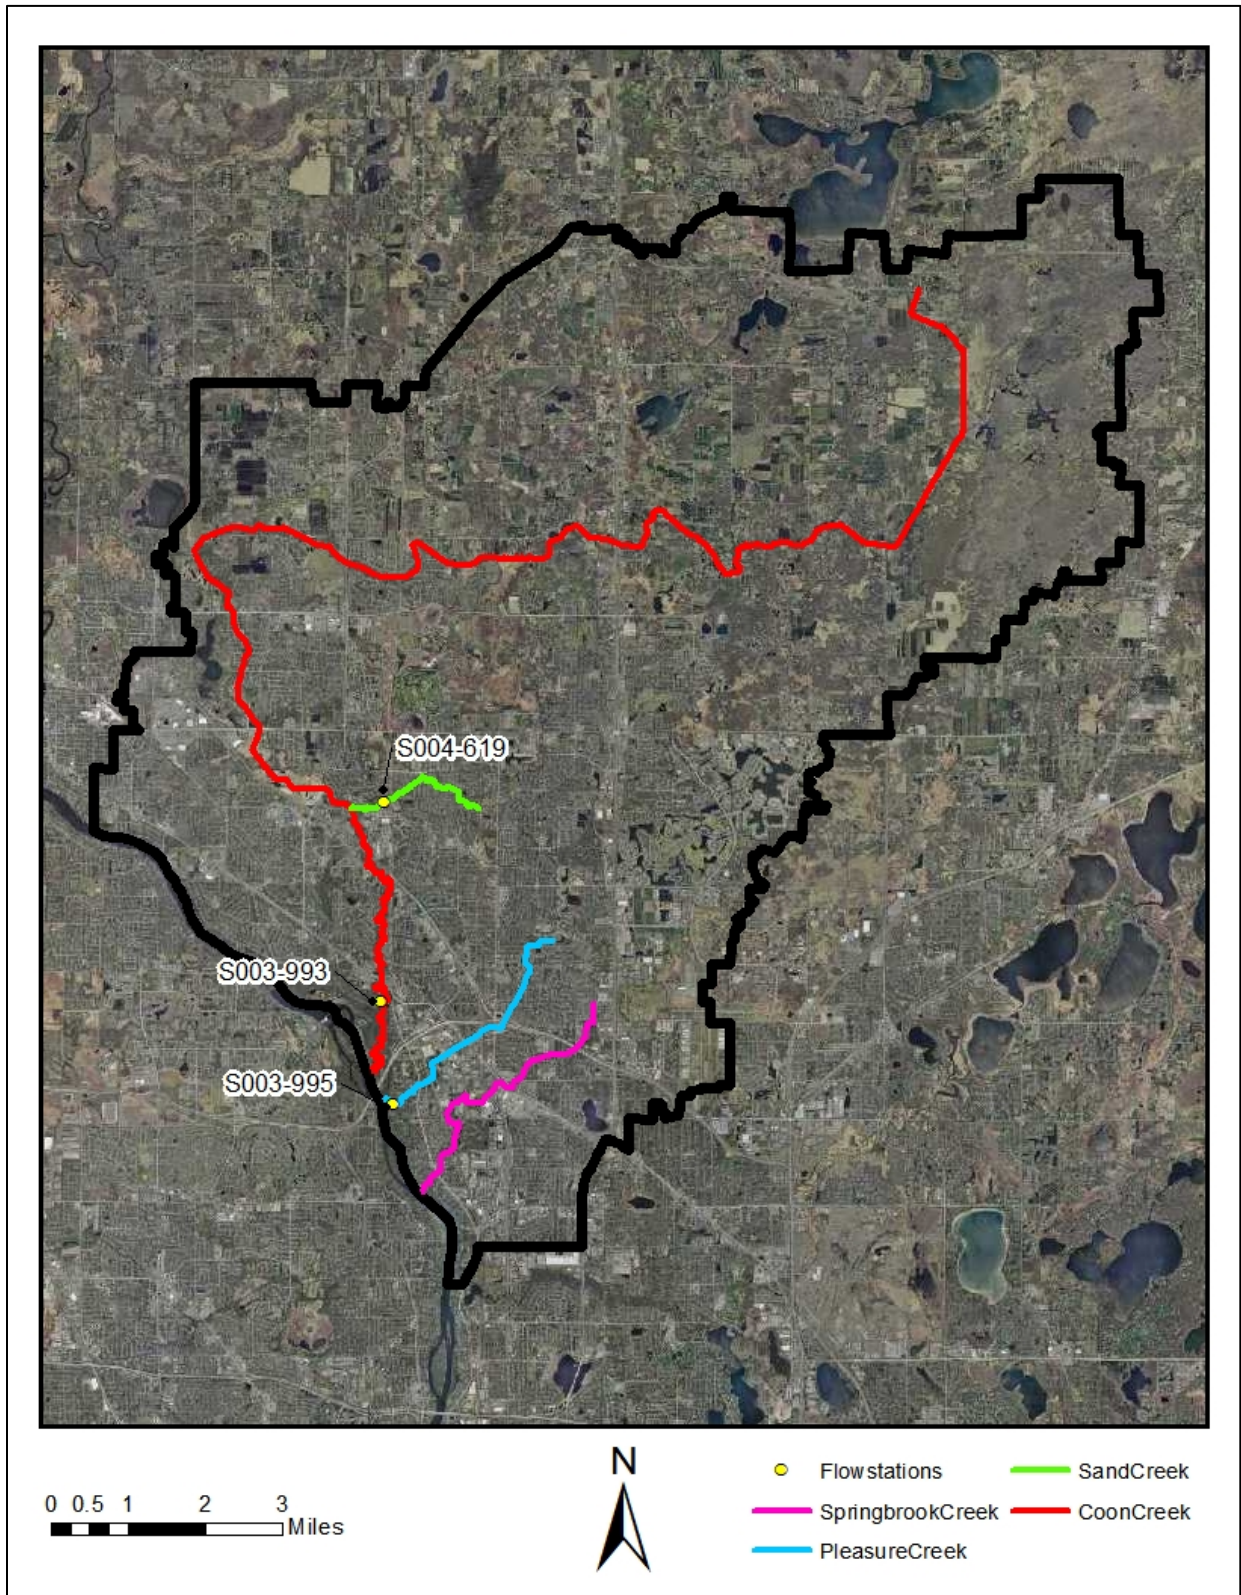 S004-619
S003-993
S003-995
N
0 0.5 1 2 3
Miles
Flowstations
SandCreek
SpringbrookCreek
CoonCreek
PleasureCreek